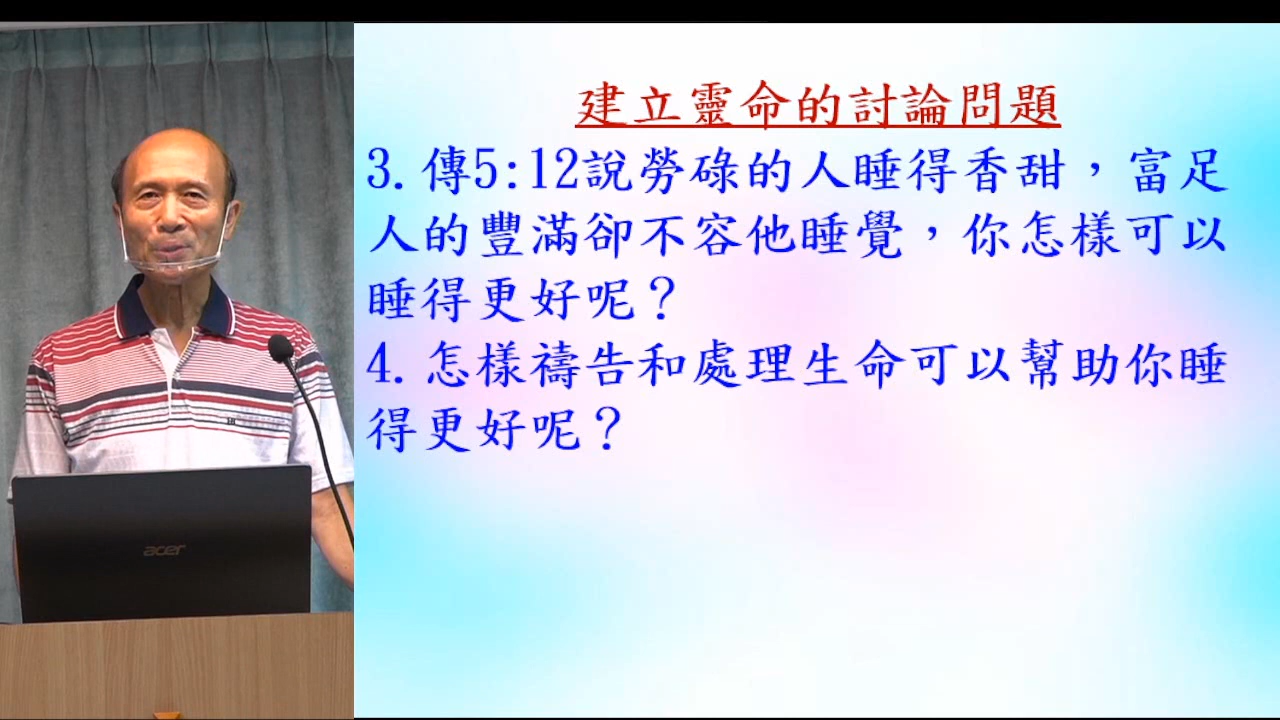 建立靈命的討論問題
3.傳5:12說勞碌的人睡得香甜，富足
人的豐滿卻不容他睡覺，你怎樣可以
睡得更好呢？
4.怎樣禱告和處理生命可以幫助你睡
得更好呢？
acer